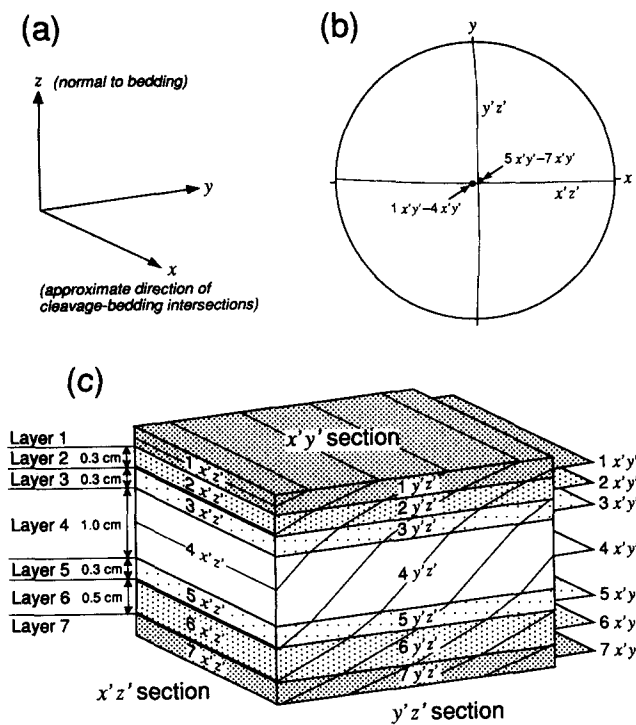 (a)
z (normal to bedding)
y
x
(approximate direction of
cleavage-bedding intersections)
(b)
y
y'z'
5 x'y'–7 x'y'
x
x'z'
1 x'y'–4 x'y'
(c)
Layer 1
Layer 2 0.3 cm
Layer 3 0.3 cm
Layer 4 1.0 cm
Layer 5 0.3 cm
Layer 6 0.5 cm
Layer 7
x'y' section
1 x'z'
2 x'z'
3 x'z'
4 x'z'
5 x'z'
6 x'z'
7 x'z'
1 y'z'
2 y'z'
3 y'z'
4 y'z'
5 y'z'
6 y'z'
7 y'z'
1 x'y'
2 x'y'
3 x'y'
4 x'y'
5 x'y
6 x'y
7 x'y
x'z' section
y'z' section